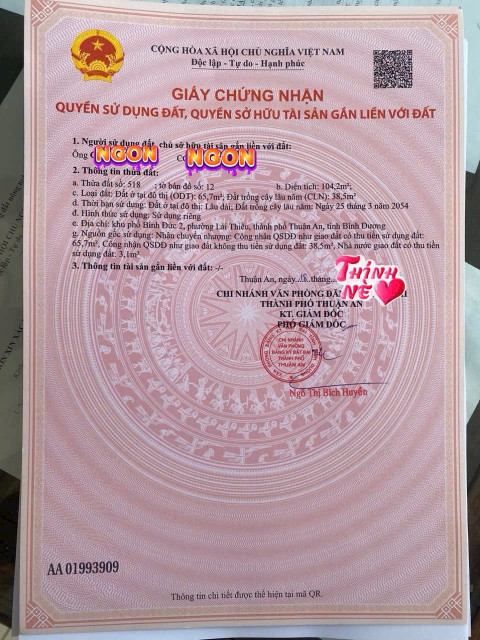 CỘNG HÒA XÃ HỘI CHỦ NGHĨA VIỆT NAM
Độc lập - Tự do - Hạnh phúc
GIẤY CHỨNG NHẬN
QUYỀN SỬ DỤNG ĐẤT, QUYỀN SỞ HỮU TÀI SẢN GẮN LIỀN VỚI ĐẤT
1. Người sử dụng đất, chủ sở hữu tài sản gắn liền với đất:
Ông NGON NGON
2. Thông tin thửa đất:
a. Thửa đất số: 518 ; tờ bản đồ số: 12 b. Diện tích: 104,2m²;
c. Loại đất: Đất ở tại đô thị (ODT): 65,7m²; Đất trồng cây lâu năm (CLN): 38,5m²
d. Thời hạn sử dụng: Đất ở tại đô thị: Lâu dài; Đất trồng cây lâu năm: Ngày 25 tháng 3 năm 2054
đ. Hình thức sử dụng: Sử dụng riêng
e. Địa chỉ: khu phố Bình Đức 2, phường Lái Thiêu, thành phố Thuận An, tỉnh Bình Dương
g. Nguồn gốc sử dụng: Nhận chuyển nhượng: Công nhận QSDĐ như giao đất có thu tiền sử dụng đất:
65,7m², Công nhận QSDĐ như giao đất không thu tiền sử dụng đất: 38,5m², Nhà nước giao đất có thu tiền sử
dụng đất: 3,1m²
3. Thông tin tài sản gắn liền với đất: -/-
Thuận An, ngày 18 tháng
THỊNH
NÈ
CHI NHÁNH VĂN PHÒNG ĐĂ
THÀNH PHỐ THUẬN AN
KT. GIÁM ĐỐC
PHÓ GIÁM ĐỐC
CHI NHÁNH
VĂN PHÒNG
ĐĂNG KÝ ĐẤT ĐAI
THÀNH PHỐ
THUẬN AN
Ngô Thị Bích Huyền
AA 01993909
Thông tin chi tiết được thể hiện tại mã QR.